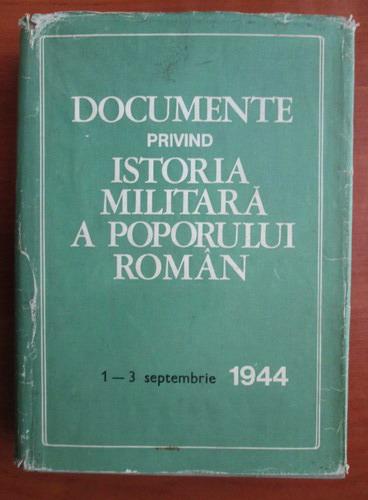 DOCUMENTE
PRIVIND
ISTORIA
MILITARĂ
A POPORULUI
ROMÂN
1 — 3 septembrie 1944